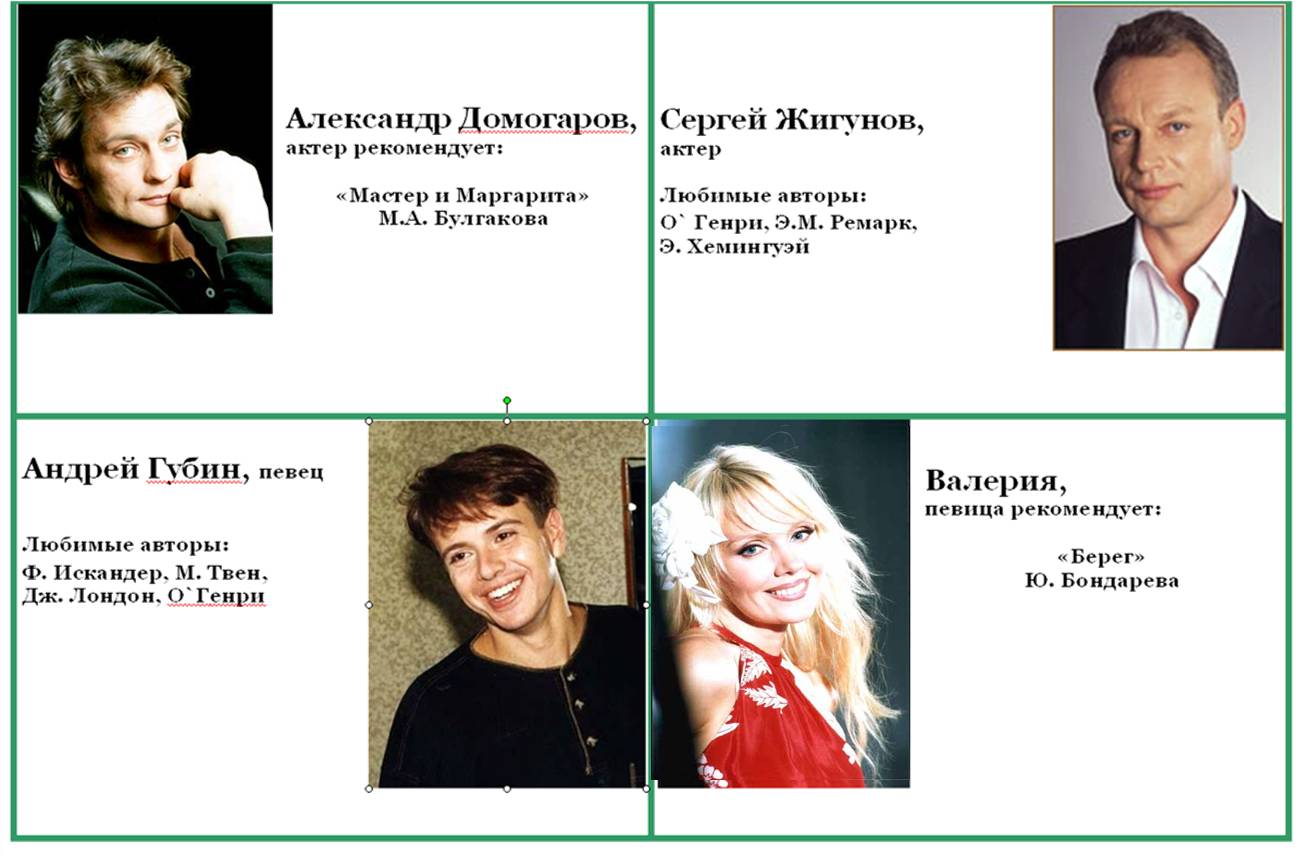 Александр Домогаров,
актер рекомендует:
«Мастер и Маргарита»
М.А. Булгакова
Сергей Жигунов,
актер
Любимые авторы:
О` Генри, Э.М. Ремарк,
Э. Хемингуэй
Андрей Губин, певец
Любимые авторы:
Ф. Искандер, М. Твен,
Дж. Лондон, О`Генри
Валерия,
певица рекомендует:
«Берег»
Ю. Бондарева